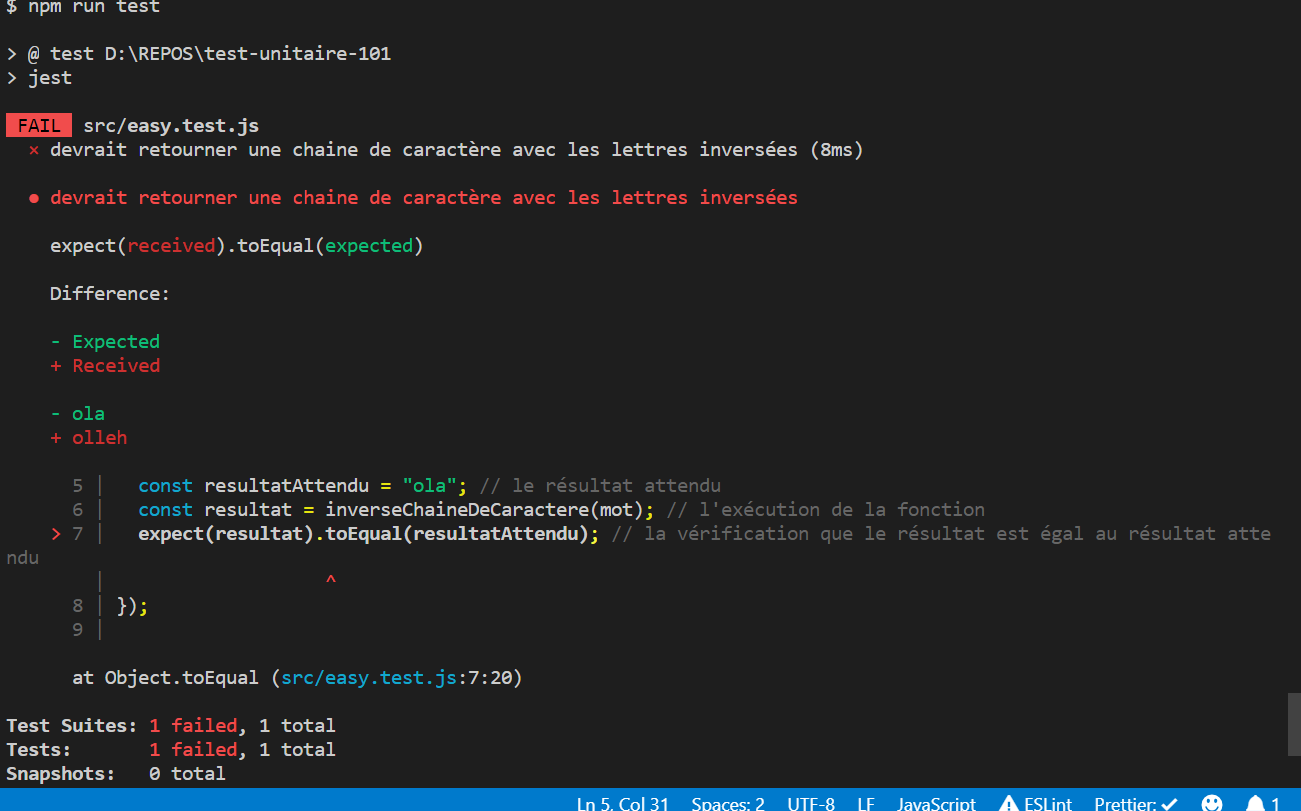 $ npm run test
> @ test D:\REPOS\test-unitaire-101
> jest
FAIL src/easy.test.js
× devrait retourner une chaine de caractère avec les lettres inversées (8ms)
● devrait retourner une chaine de caractère avec les lettres inversées
expect(received).toEqual(expected)
Difference:
- Expected
+ Received
- ola
+ olleh
5 | const resultatAttendu = "ola"; // le résultat attendu
6 | const resultat = inverseChaineDeCaractere(mot); // l'exécution de la fonction
> 7 | expect(resultat).toEqual(resultatAttendu); // la vérification que le résultat est égal au résultat atte
ndu
| ^
8 | });
9 |
at Object.toEqual (src/easy.test.js:7:20)
Test Suites: 1 failed, 1 total
Tests: 1 failed, 1 total
Snapshots: 0 total
Ln 5, Col 31 Spaces: 2 UTF-8 LF JavaScript ESLint Prettier: ✓ 1